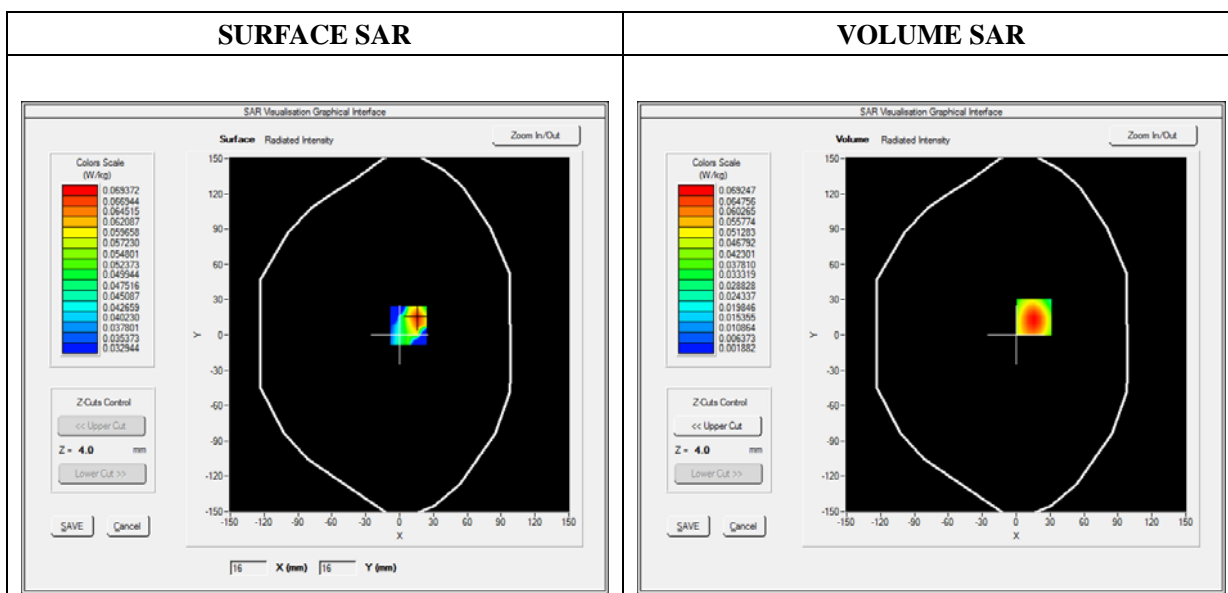 SURFACE SAR
VOLUME SAR
SAR Visualisation Graphical Interface
Surface Radiated Intensity
Zoom In/Out
Colors Scale
(W/kg)
0.069372
0.066944
0.064515
0.062087
0.059658
0.057230
0.054801
0.052373
0.049944
0.047516
0.045087
0.042659
0.040230
0.037801
0.035373
0.032944
Z-Cuts Control
<< Upper Cut
Z = 4.0 mm
Lower Cut >>
SAVE Cancel
150
120
90
60
30
0
-30
-60
-90
-120
-150
Y
-150 -120 -90 -60 -30 0 30 60 90 120 150
X
16 X (mm) 16 Y (mm)
SAR Visualisation Graphical Interface
Volume Radiated Intensity
Zoom In/Out
Colors Scale
(W/kg)
0.069247
0.064756
0.060265
0.055774
0.051283
0.046792
0.042301
0.037810
0.033319
0.028828
0.024337
0.019846
0.015355
0.010864
0.006373
0.001882
Z-Cuts Control
<< Upper Cut
Z = 4.0 mm
Lower Cut >>
SAVE Cancel
150
120
90
60
30
0
-30
-60
-90
-120
-150
Y
-150 -120 -90 -60 -30 0 30 60 90 120 150
X